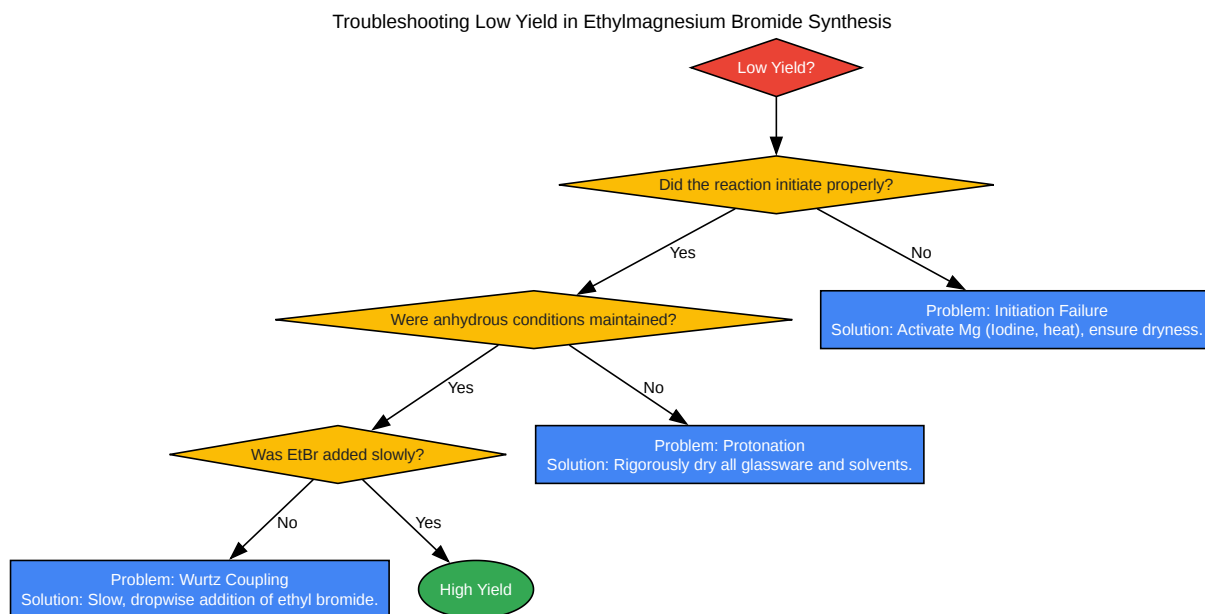 Troubleshooting Low Yield in Ethylmagnesium Bromide Synthesis
Low Yield?
Did the reaction initiate properly?
Yes
No
Were anhydrous conditions maintained?
Problem: Initiation Failure
Solution: Activate Mg (Iodine, heat), ensure dryness.
Yes
No
Was EtBr added slowly?
Problem: Protonation
Solution: Rigorously dry all glassware and solvents.
No
Yes
Problem: Wurtz Coupling
Solution: Slow, dropwise addition of ethyl bromide.
High Yield